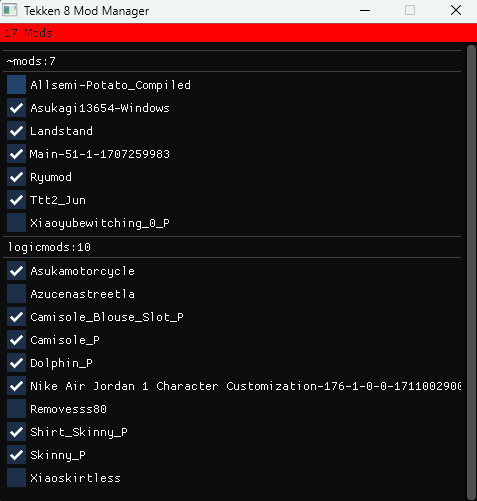 Tekken 8 Mod Manager
17 Mods
~mods:7
Allsemi-Potato_Compiled
Asukagi13654-Windows
Landstand
Main-51-1-1707259983
Ryumod
Ttt2_Jun
Xiaoyubewitching_0_P
logicmods:10
Asukamotorcycle
Azucenastreetla
Camisole_Blouse_Slot_P
Camisole_P
Dolphin_P
Nike Air Jordan 1 Character Customization-176-1-0-0-1711002900
Removesss80
Shirt_Skinny_P
Skinny_P
Xiaoskirtless